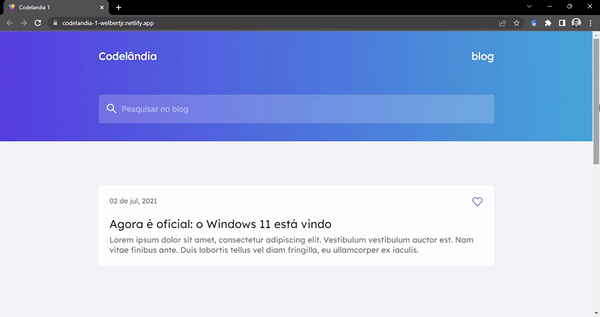 Codelandia 1
codelandia-1-welbertjr.netlify.app
Codelândia
blog
Pesquisar no blog
02 de jul, 2021
Agora é oficial: o Windows 11 está vindo
Lorem ipsum dolor sit amet, consectetur adipiscing elit. Vestibulum vestibulum auctor est. Nam
vitae finibus ante. Duis lobortis tellus vel diam fringilla, eu ullamcorper ex iaculis.